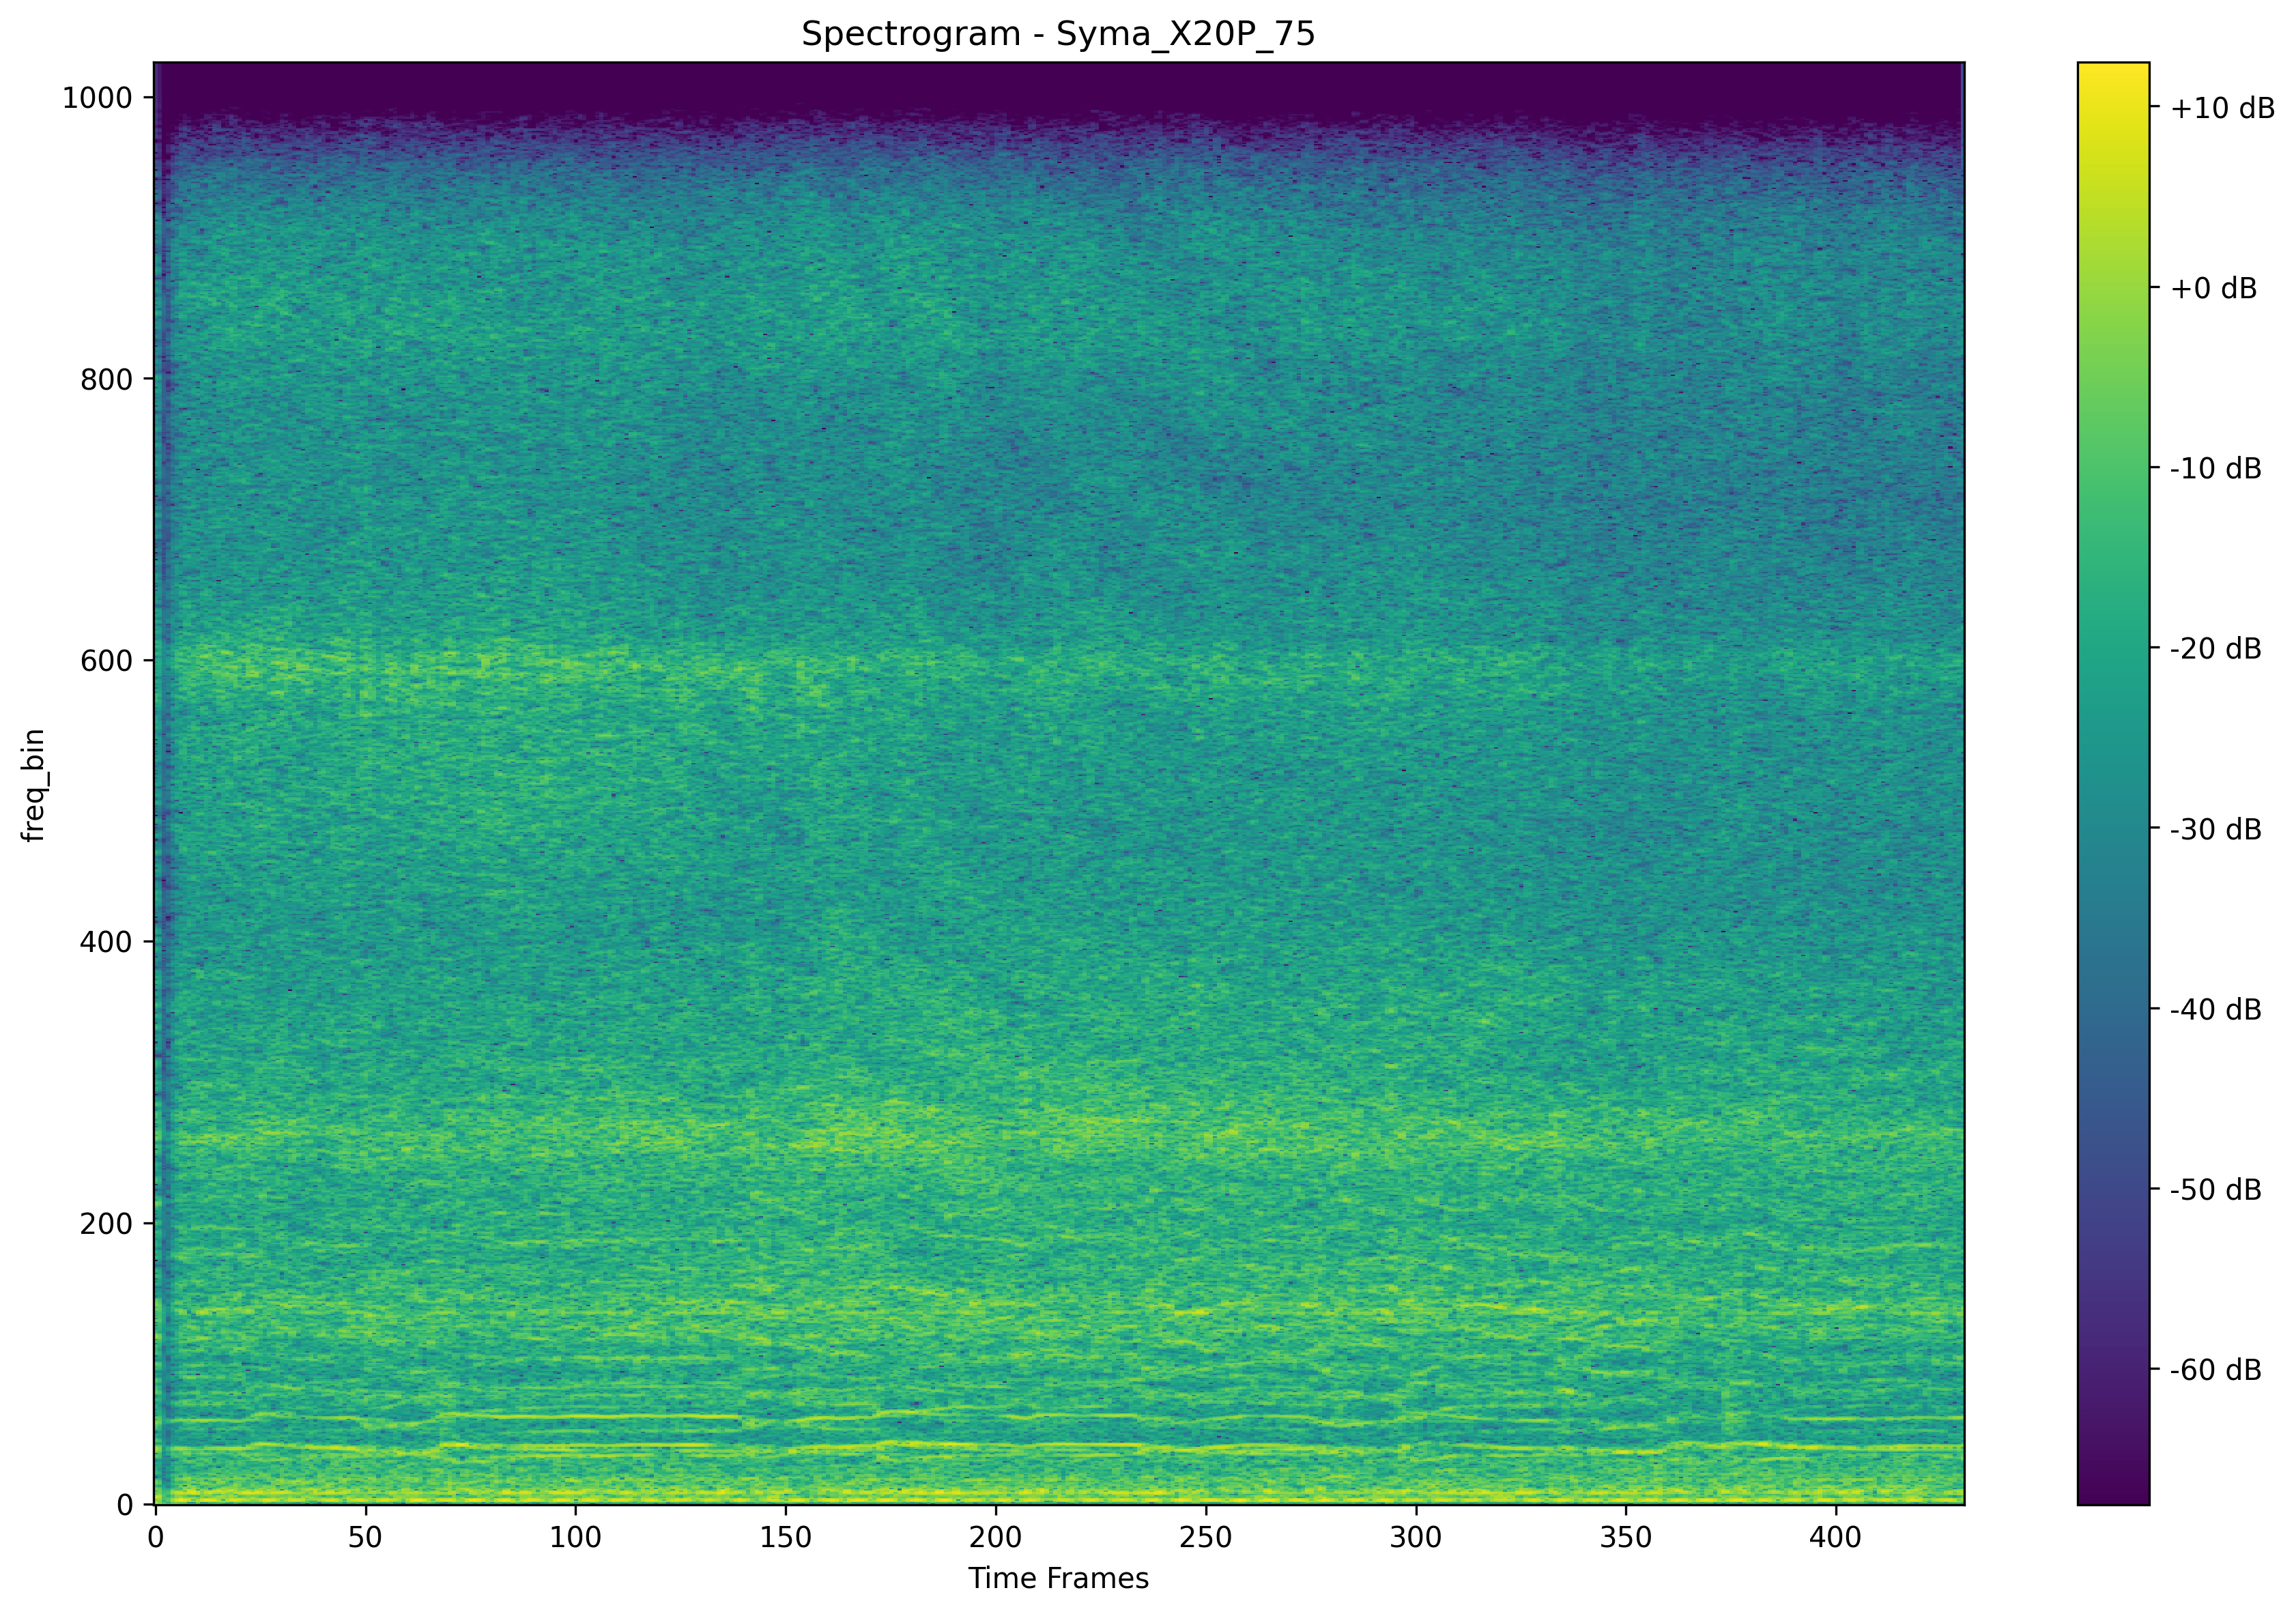 Spectrogram - Syma_X20P_75
1000
800
600
400
200
0
freq_bin
0 50 100 150 200 250 300 350 400
Time Frames
+10 dB
+0 dB
-10 dB
-20 dB
-30 dB
-40 dB
-50 dB
-60 dB